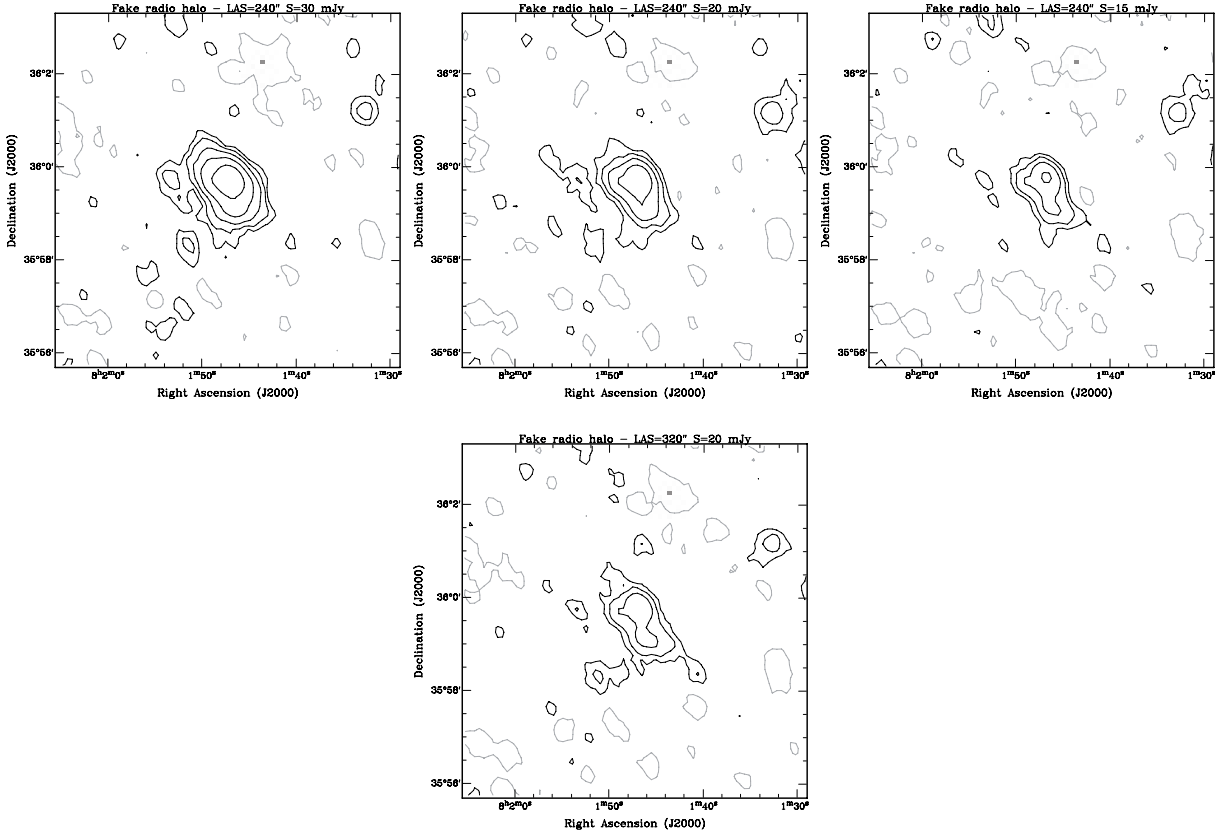 Fake radio halo – LAS=240" S=30 mJy
Fake radio halo – LAS=240" S=20 mJy
Fake radio halo – LAS=240" S=15 mJy
Declination (J2000)
36°2'
36°0'
35°58'
35°56'
8ʰ2ᵐ0ˢ 1ᵐ50ˢ 1ᵐ40ˢ 1ᵐ30ˢ
Right Ascension (J2000)
Declination (J2000)
36°2'
36°0'
35°58'
35°56'
8ʰ2ᵐ0ˢ 1ᵐ50ˢ 1ᵐ40ˢ 1ᵐ30ˢ
Right Ascension (J2000)
Declination (J2000)
36°2'
36°0'
35°58'
35°56'
8ʰ2ᵐ0ˢ 1ᵐ50ˢ 1ᵐ40ˢ 1ᵐ30ˢ
Right Ascension (J2000)
Fake radio halo – LAS=320" S=20 mJy
Declination (J2000)
36°2'
36°0'
35°58'
35°56'
8ʰ2ᵐ0ˢ 1ᵐ50ˢ 1ᵐ40ˢ 1ᵐ30ˢ
Right Ascension (J2000)